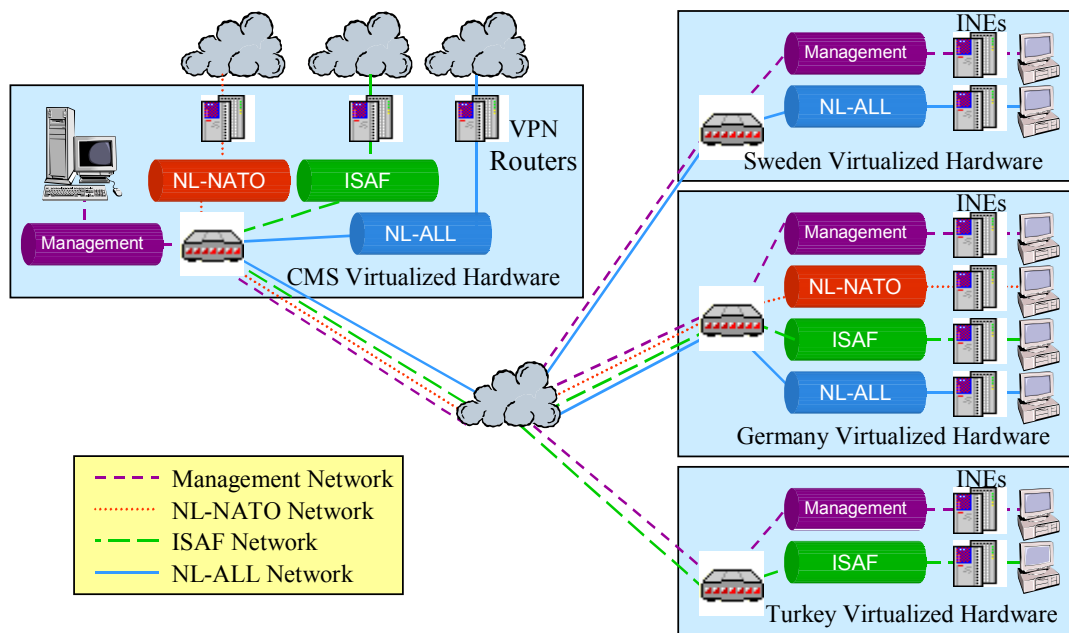 VPN
Routers
NL-NATO
ISAF
Management
NL-ALL
CMS Virtualized Hardware
INEs
Management
NL-ALL
Sweden Virtualized Hardware
INEs
Management
NL-NATO
ISAF
NL-ALL
Germany Virtualized Hardware
INEs
Management
ISAF
Turkey Virtualized Hardware
Management Network
NL-NATO Network
ISAF Network
NL-ALL Network